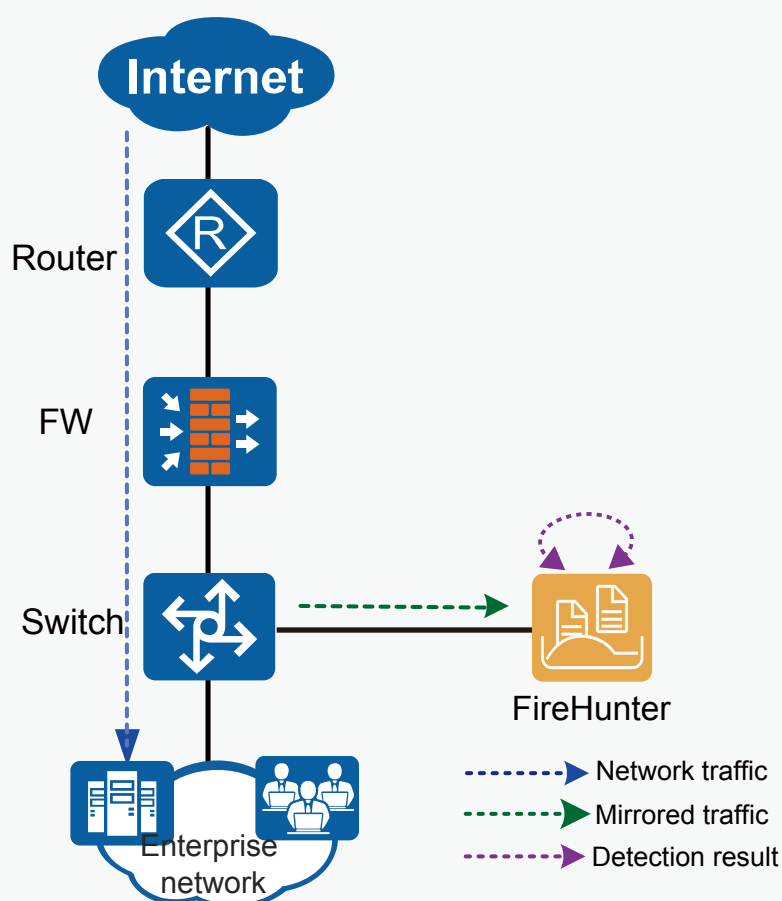 Internet
R
Router
FW
Switch
FireHunter
Network traffic
Mirrored traffic
Detection result
Enterprise
network